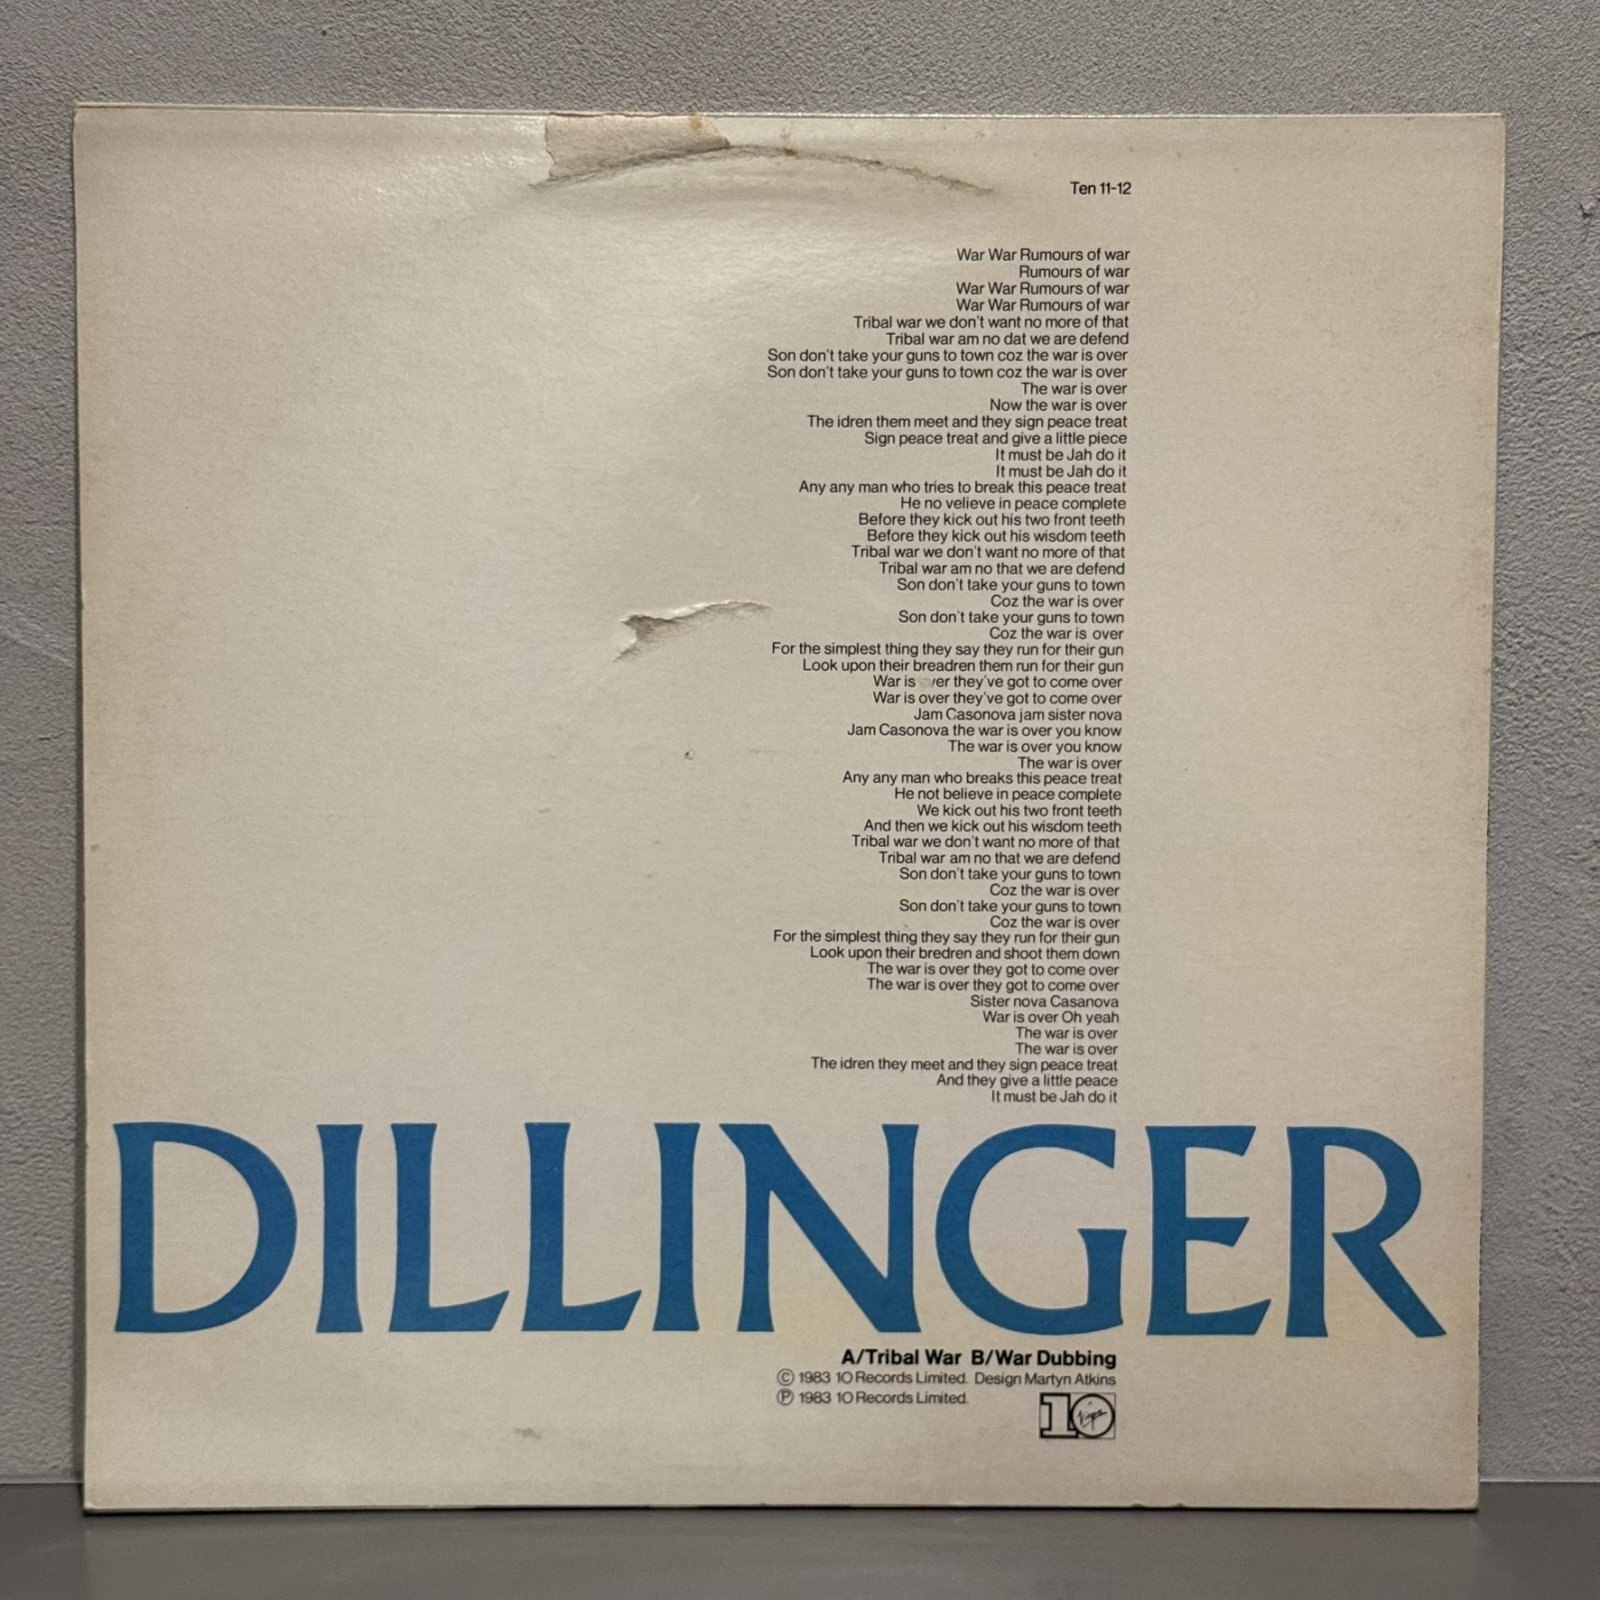 Ten 11-12
War War Rumours of war
Rumours of war
War War Rumours of war
War War Rumours of war
Tribal war we don't want no more of that
Tribal war am no dat we are defend
Son don't take your guns to town coz the war is over
Son don't take your guns to town coz the war is over
The war is over
Now the war is over
The idren them meet and they sign peace treat
Sign peace treat and give a little piece
It must be Jah do it
It must be Jah do it
Any any man who tries to break this peace treat
He no velieve in peace complete
Before they kick out his two front teeth
Before they kick out his wisdom teeth
Tribal war we don't want no more of that
Tribal war am no that we are defend
Son don't take your guns to town
Coz the war is over
Son don't take your guns to town
Coz the war is over
For the simplest thing they say they run for their gun
Look upon their breadren them run for their gun
War is they've got to come over
War is over they've got to come over
Jam Casonova jam sister nova
Jam Casonova the war is over you know
The war is over you know
The war is over
Any any man who breaks this peace treat
He not believe in peace complete
We kick out his two front teeth
And then we kick out his wisdom teeth
Tribal war we don't want no more of that
Tribal war am no that we are defend
Son don't take your guns to town
Coz the war is over
Son don't take your guns to town
Coz the war is over
For the simplest thing they say they run for their gun
Look upon their bredren and shoot them down
The war is over they got to come over
The war is over they got to come over
Sister nova Casanova
War is over Oh yeah
The war is over
The war is over
The idren they meet and they sign peace treat
And they give a little peace
It must be Jah do it
DILLINGER
A/Tribal War B/War Dubbing
© 1983 10 Records Limited. Design Martyn Atkins
℗ 1983 10 Records Limited.
10 Virgin